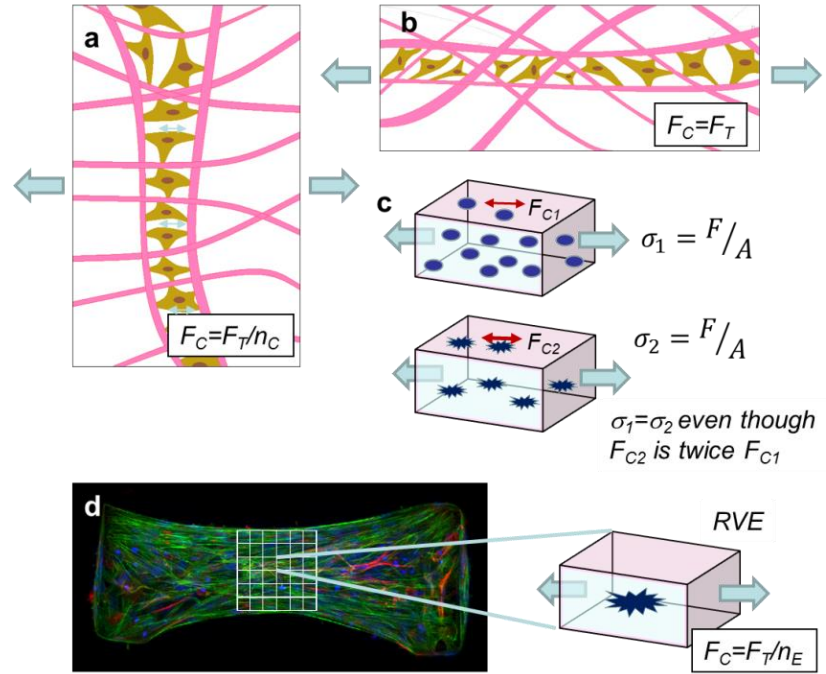 a
F_C=F_T/n_C
b
F_C=F_T
c
F_C1
σ_1 = F/A
F_C2
σ_2 = F/A
σ_1=σ_2 even though
F_C2 is twice F_C1
d
RVE
F_C=F_T/n_E